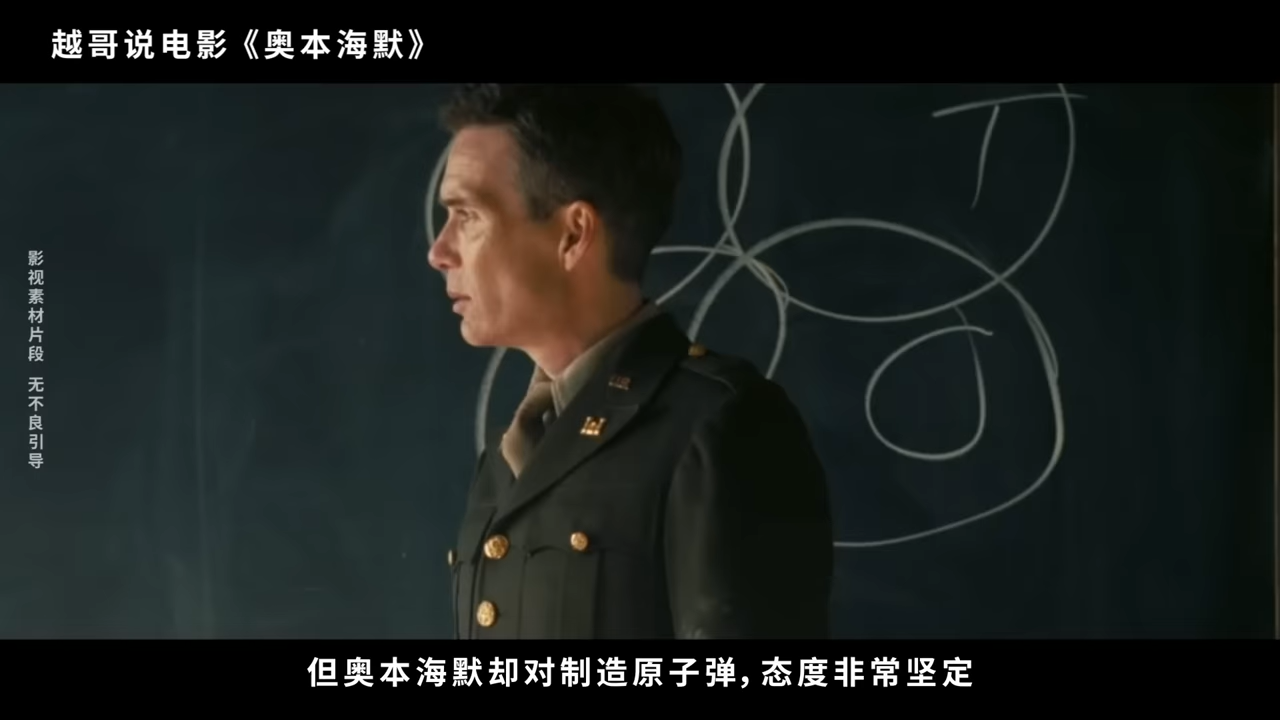 越哥说电影《奥本海默》
影视素材片段 无不良引导
T
但奥本海默却对制造原子弹，态度非常坚定